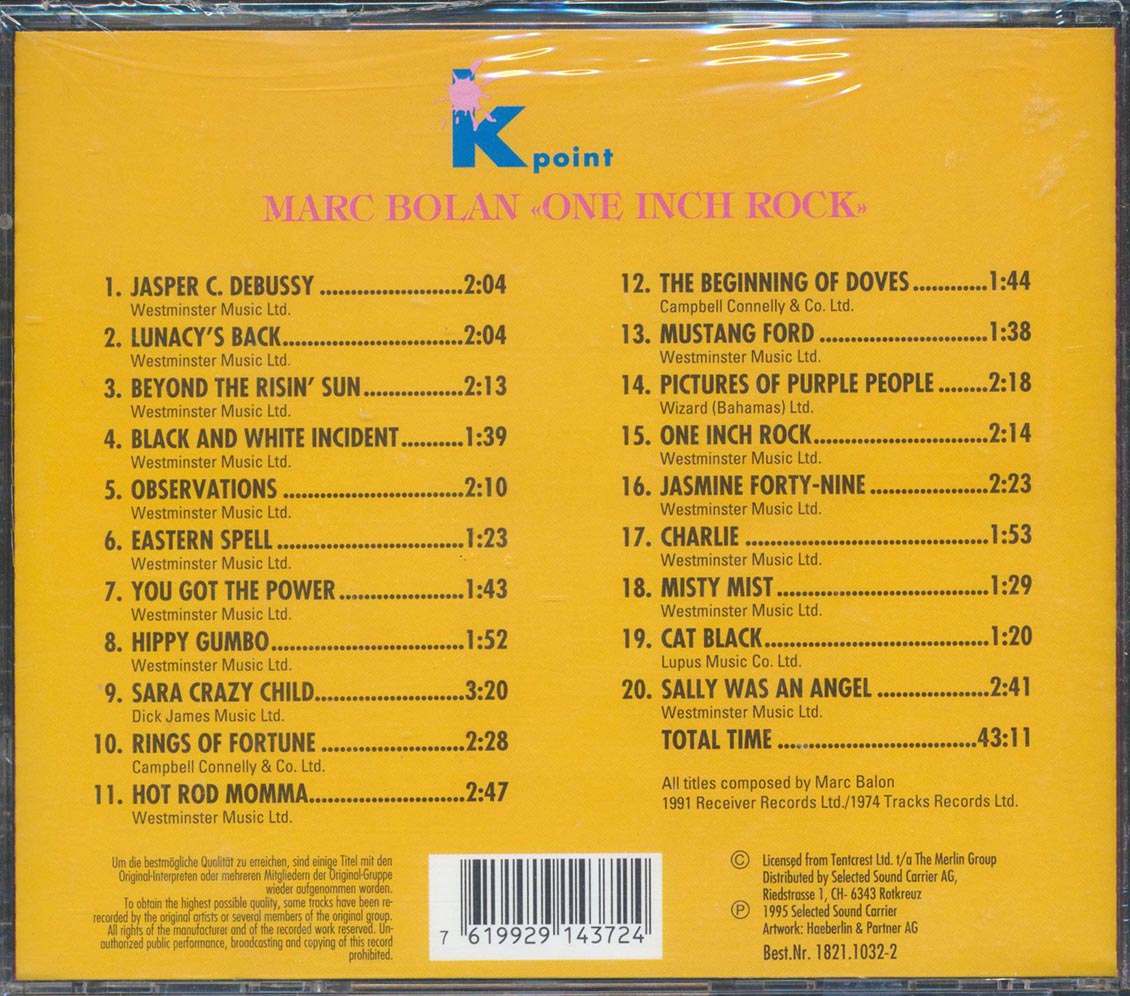 K point
MARC BOLAN «ONE INCH ROCK»
1. JASPER C. DEBUSSY ......................2:04
Westminster Music Ltd.
2. LUNACY'S BACK...........................2:04
Westminster Music Ltd.
3. BEYOND THE RISIN' SUN................2:13
Westminster Music Ltd.
4. BLACK AND WHITE INCIDENT..........1:39
Westminster Music Ltd.
5. OBSERVATIONS ...........................2:10
Westminster Music Ltd.
6. EASTERN SPELL............................1:23
Westminster Music Ltd.
7. YOU GOT THE POWER...................1:43
Westminster Music Ltd.
8. HIPPY GUMBO.............................1:52
Westminster Music Ltd.
9. SARA CRAZY CHILD.......................3:20
Dick James Music Ltd.
10. RINGS OF FORTUNE ......................2:28
Campbell Connelly & Co. Ltd.
11. HOT ROD MOMMA........................2:47
Westminster Music Ltd.
12. THE BEGINNING OF DOVES............1:44
Campbell Connelly & Co. Ltd.
13. MUSTANG FORD .........................1:38
Westminster Music Ltd.
14. PICTURES OF PURPLE PEOPLE ........2:18
Wizard (Bahamas) Ltd.
15. ONE INCH ROCK..........................2:14
Westminster Music Ltd.
16. JASMINE FORTY-NINE ..................2:23
Westminster Music Ltd.
17. CHARLIE ....................................1:53
Westminster Music Ltd.
18. MISTY MIST................................1:29
Westminster Music Ltd.
19. CAT BLACK..................................1:20
Lupus Music Co. Ltd.
20. SALLY WAS AN ANGEL .................2:41
Westminster Music Ltd.
TOTAL TIME ..............................43:11
All titles composed by Marc Balon
1991 Receiver Records Ltd./1974 Tracks Records Ltd.
Um die bestmögliche Qualität zu erreichen, sind einige Titel mit den
Original-Interpreten oder mehreren Mitgliedern der Original-Gruppe
wieder aufgenommen worden.
To obtain the highest possible quality, some tracks have been re-
recorded by the original artists or several members of the original group.
All rights of the manufacturer and of the recorded work reserved. Un-
authorized public performance, broadcasting and copying of this record
prohibited.
7 619929 143724
© Licensed from Tentcrest Ltd. t/a The Merlin Group
Distributed by Selected Sound Carrier AG,
Riedstrasse 1, CH- 6343 Rotkreuz
℗ 1995 Selected Sound Carrier
Artwork: Haeberlin & Partner AG
Best.Nr. 1821.1032-2